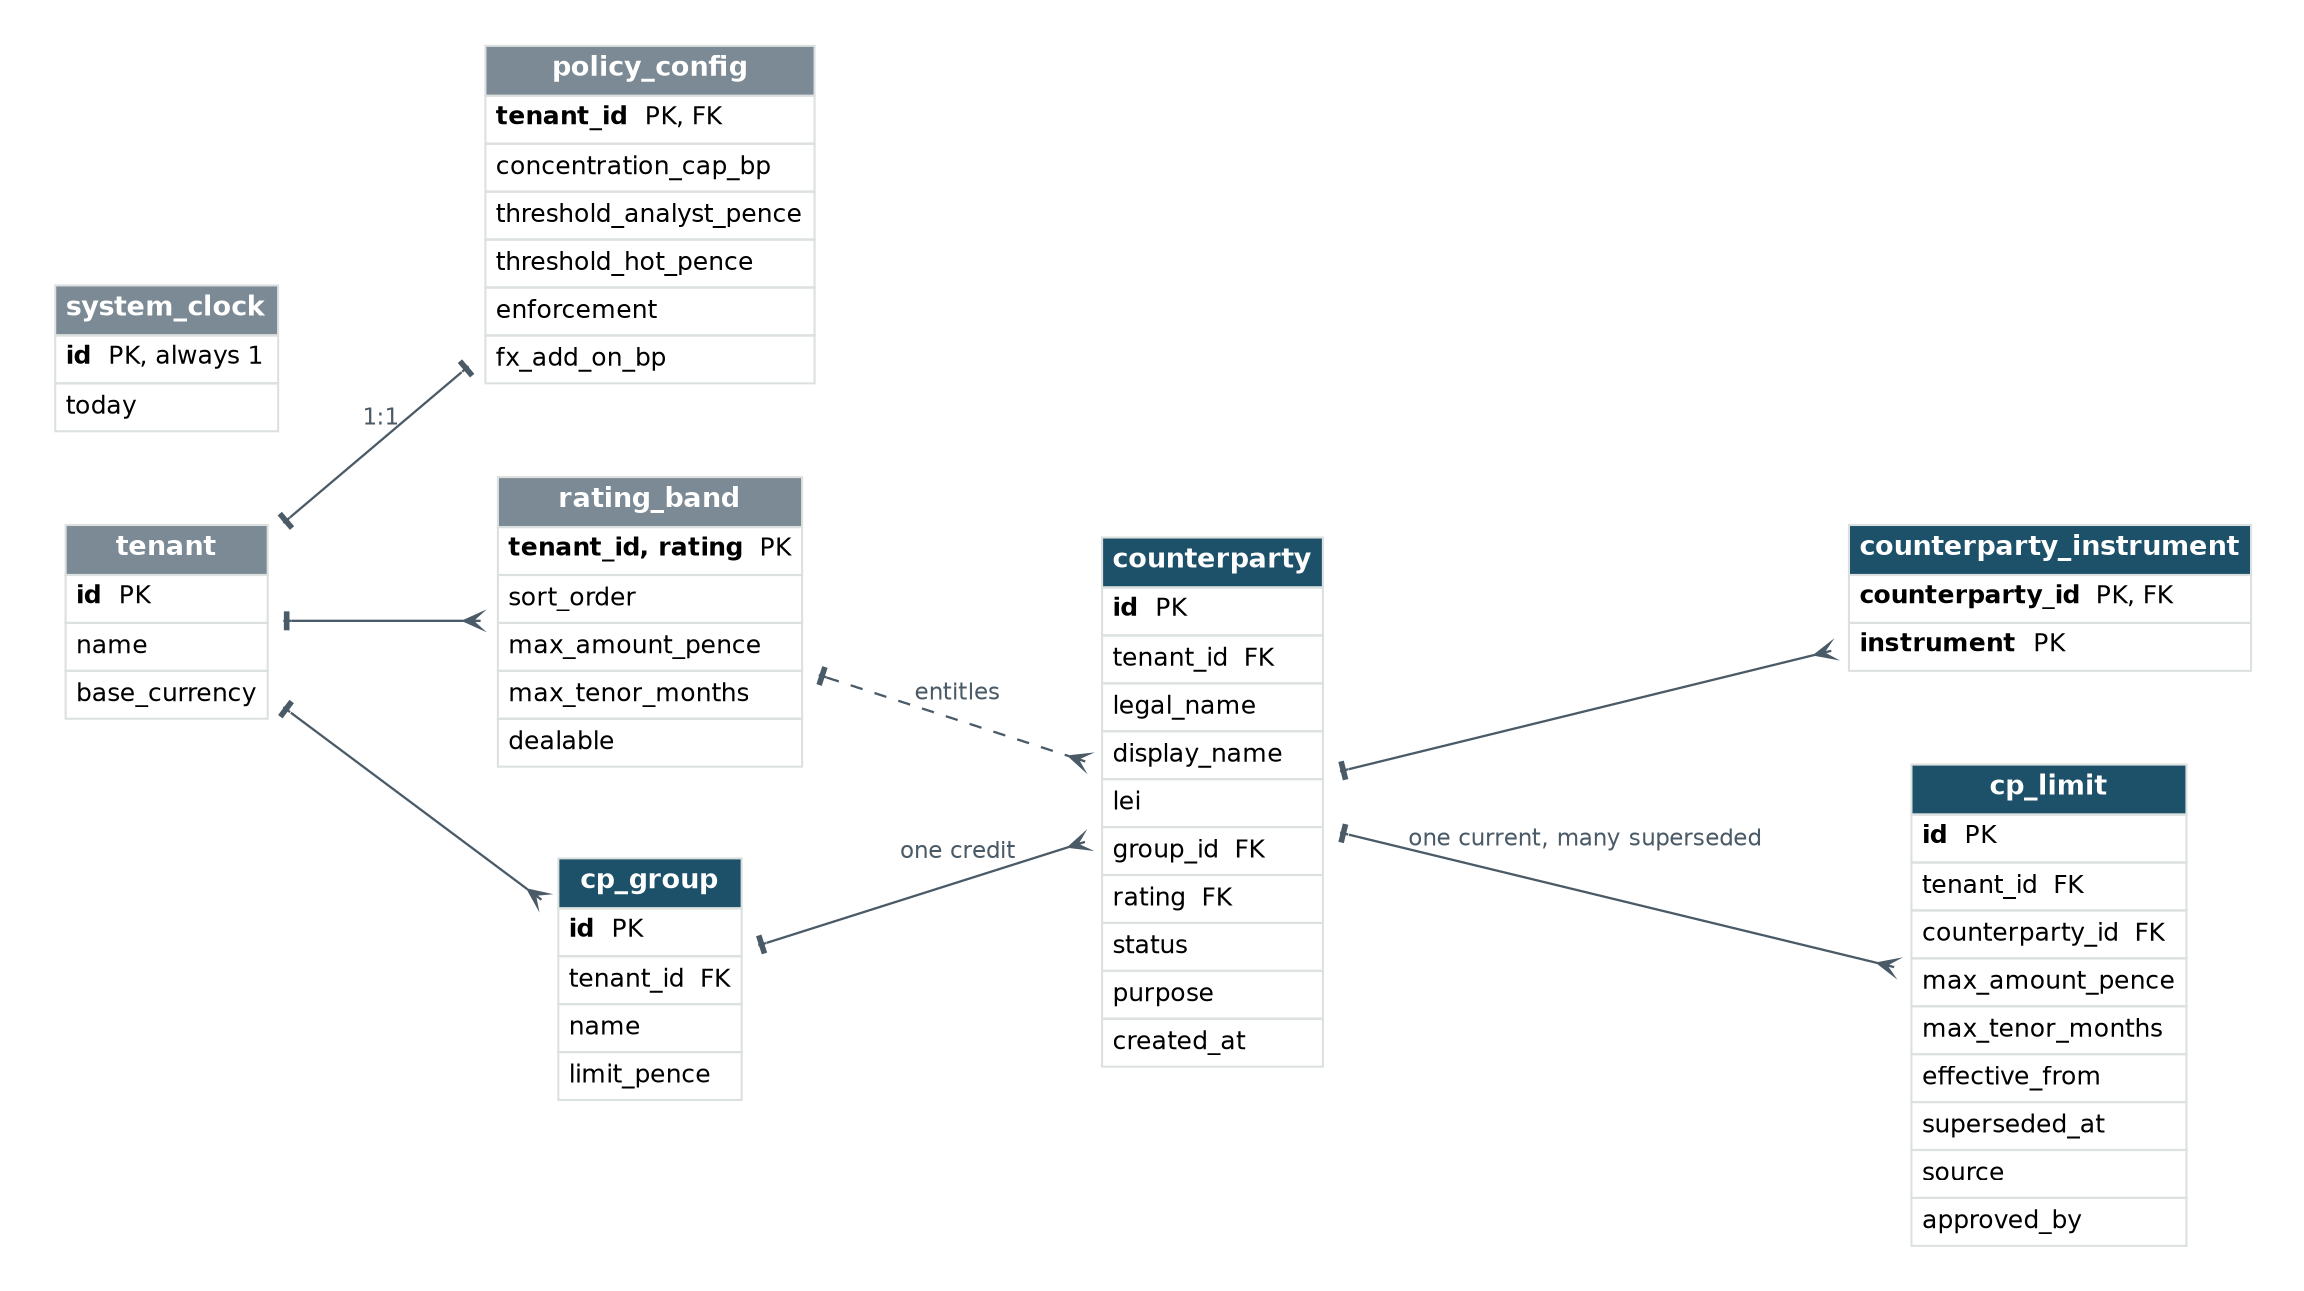 policy_config
tenant_id PK, FK
concentration_cap_bp
threshold_analyst_pence
threshold_hot_pence
enforcement
fx_add_on_bp
system_clock
id PK, always 1
today
1:1
tenant
id PK
name
base_currency
rating_band
tenant_id, rating PK
sort_order
max_amount_pence
max_tenor_months
dealable
entitles
cp_group
id PK
tenant_id FK
name
limit_pence
one credit
counterparty
id PK
tenant_id FK
legal_name
display_name
lei
group_id FK
rating FK
status
purpose
created_at
counterparty_instrument
counterparty_id PK, FK
instrument PK
one current, many superseded
cp_limit
id PK
tenant_id FK
counterparty_id FK
max_amount_pence
max_tenor_months
effective_from
superseded_at
source
approved_by